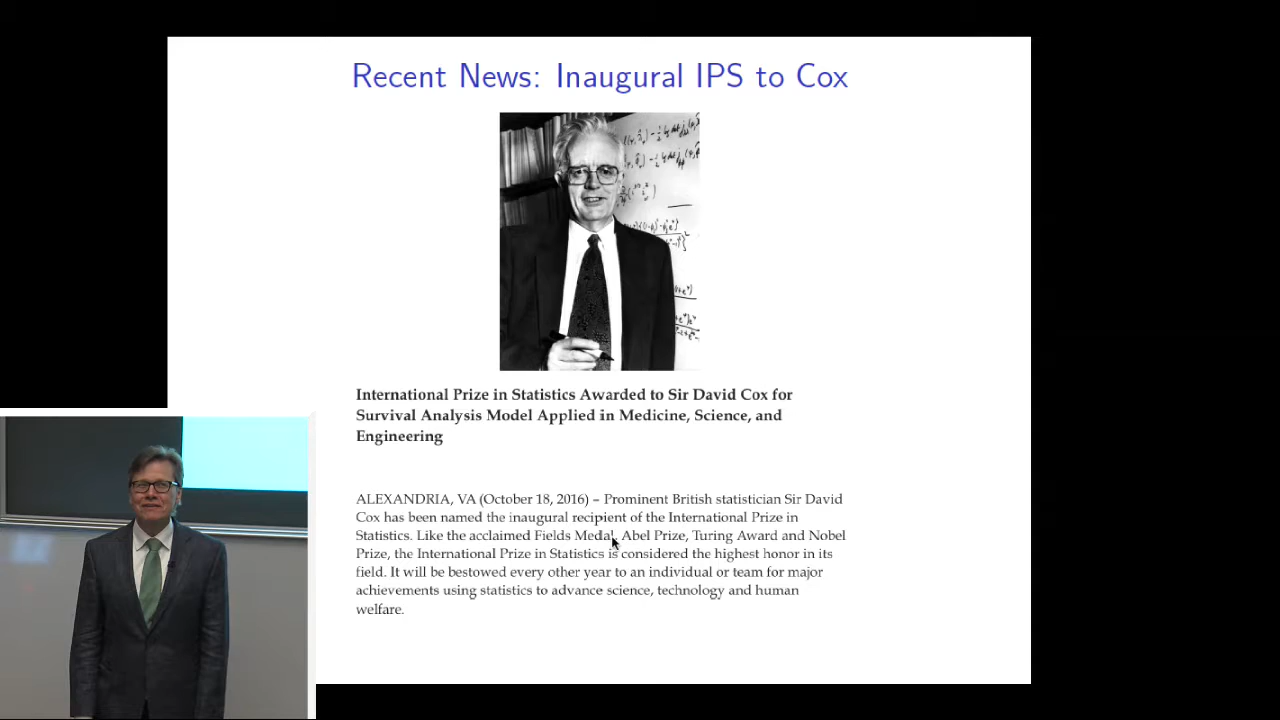 Recent News: Inaugural IPS to Cox
International Prize in Statistics Awarded to Sir David Cox for
Survival Analysis Model Applied in Medicine, Science, and
Engineering
ALEXANDRIA, VA (October 18, 2016) – Prominent British statistician Sir David
Cox has been named the inaugural recipient of the International Prize in
Statistics. Like the acclaimed Fields Medal, Abel Prize, Turing Award and Nobel
Prize, the International Prize in Statistics is considered the highest honor in its
field. It will be bestowed every other year to an individual or team for major
achievements using statistics to advance science, technology and human
welfare.